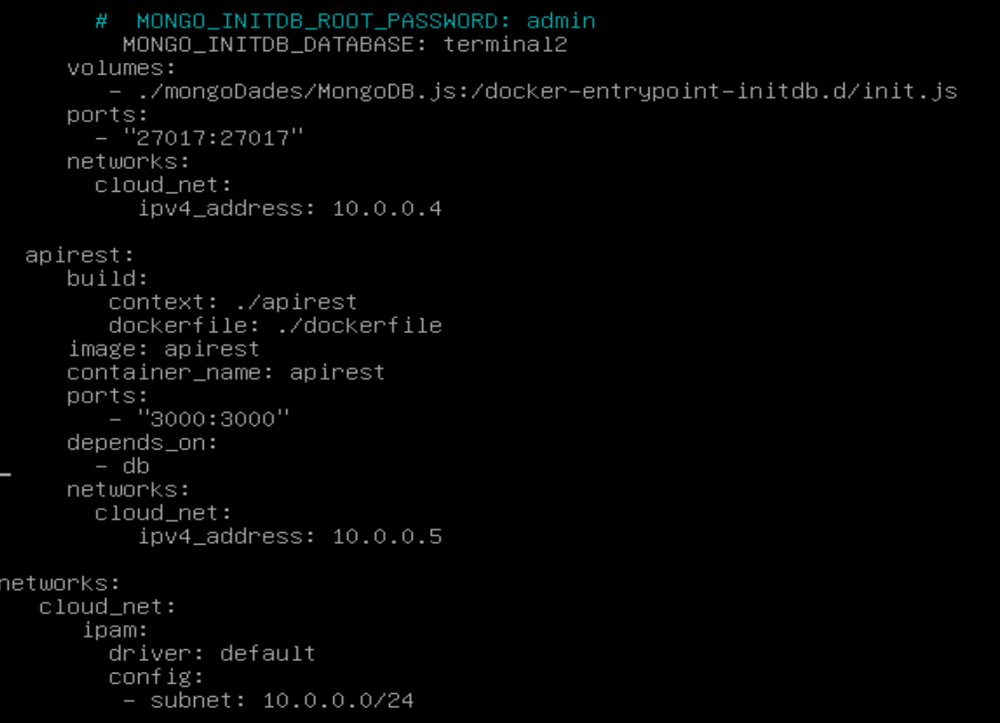 #  MONGO_INITDB_ROOT_PASSWORD: admin
MONGO_INITDB_DATABASE: terminal2
volumes:
- ./mongoDades/MongoDB.js:/docker-entrypoint-initdb.d/init.js
ports:
- "27017:27017"
networks:
cloud_net:
ipv4_address: 10.0.0.4
apirest:
build:
context: ./apirest
dockerfile: ./dockerfile
image: apirest
container_name: apirest
ports:
- "3000:3000"
depends_on:
- db
networks:
cloud_net:
ipv4_address: 10.0.0.5
networks:
cloud_net:
ipam:
driver: default
config:
- subnet: 10.0.0.0/24